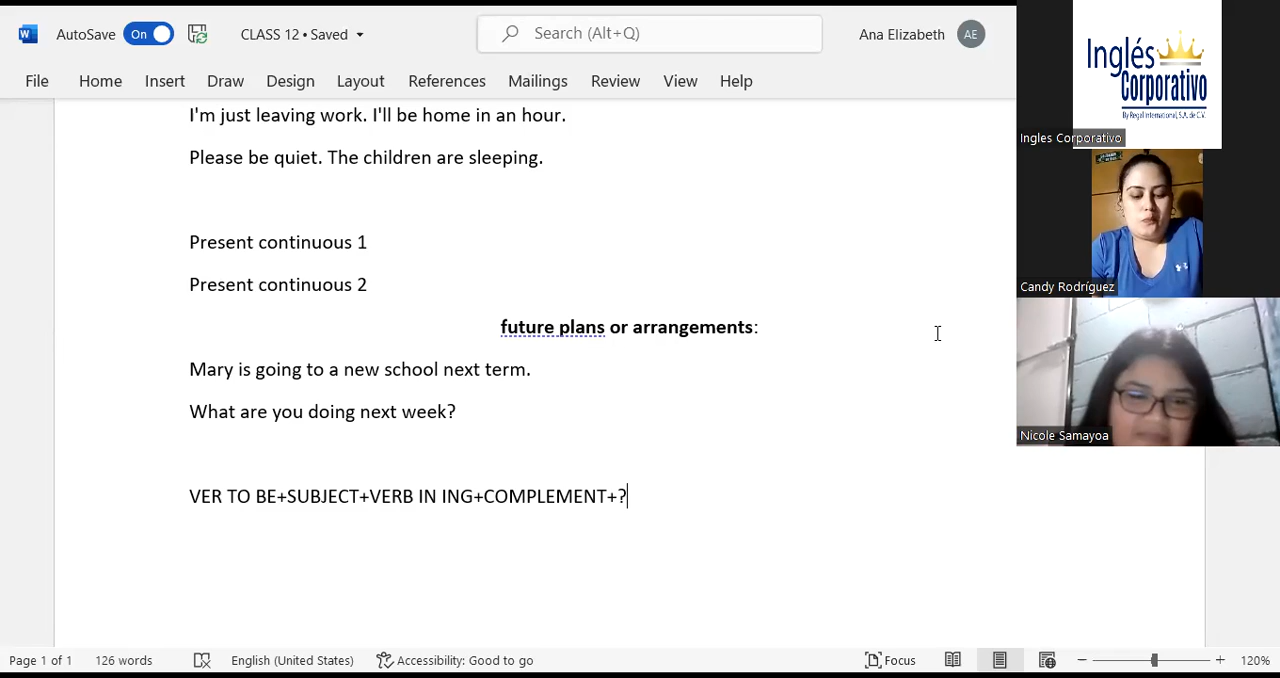 AutoSave On CLASS 12 • Saved Search (Alt+Q) Ana Elizabeth AE
File Home Insert Draw Design Layout References Mailings Review View Help
I'm just leaving work. I'll be home in an hour.
Please be quiet. The children are sleeping.
Present continuous 1
Present continuous 2
future plans or arrangements:
Mary is going to a new school next term.
What are you doing next week?
VER TO BE+SUBJECT+VERB IN ING+COMPLEMENT+?
Page 1 of 1 126 words English (United States) Accessibility: Good to go Focus 120%
Inglés
Corporativo
By Regal International, S.A. de C.V.
Ingles Corporativo
Candy Rodríguez
Nicole Samayoa